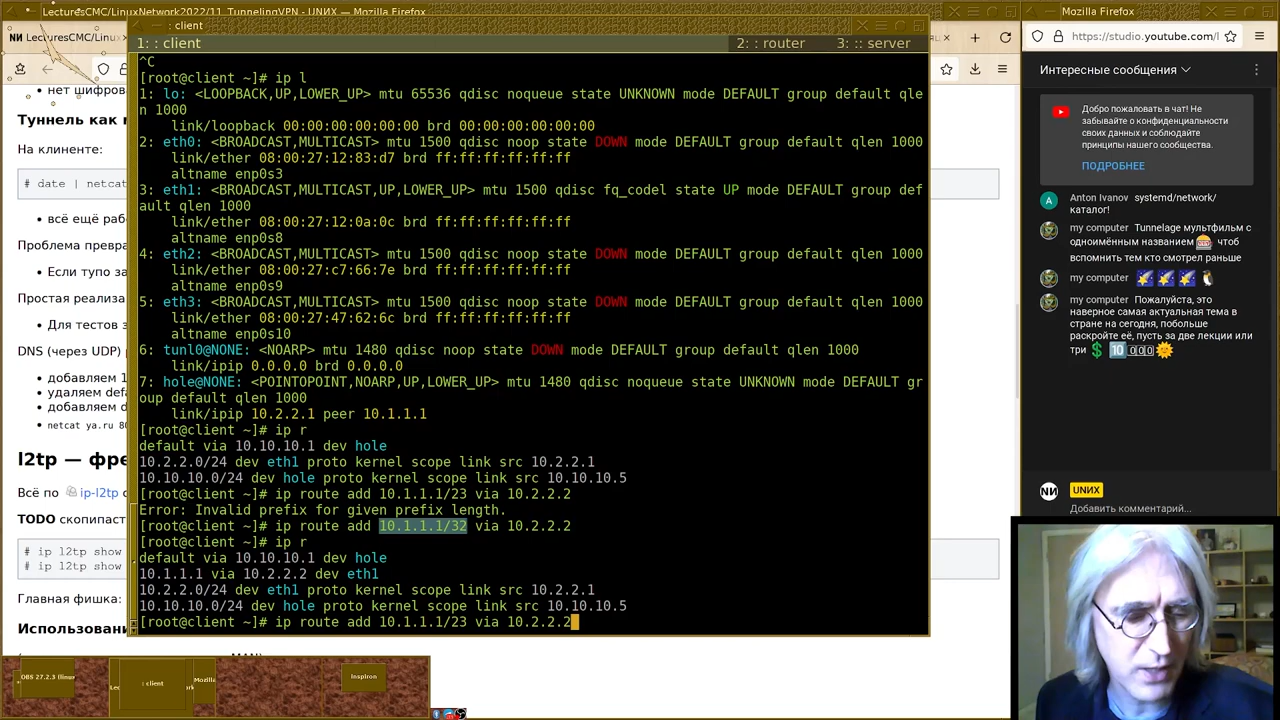 LecturesCMC/LinuxNetwork2022/11_TunnelingVPN - UNИX — Mozilla Firefox
Mozilla Firefox
: client
1: : client
2: : router
3: : server
LecturesCMC/Linux
https://studio.youtube.com/l
нет шифров
Туннель как
На клиненте:
# date | netcat
всё ещё раб
Проблема превра
Если тупо за
Простая реализа
Для тестов з
DNS (через UDP)
добавляем 1
удаляем defa
добавляем d
netcat ya.ru 80
l2tp — фре
Всё по ip-l2tp
TODO скопипаст
# ip l2tp show
# ip l2tp show
Главная фишка:
Использовани
^C
[root@client ~]# ip l
1: lo: <LOOPBACK,UP,LOWER_UP> mtu 65536 qdisc noqueue state UNKNOWN mode DEFAULT group default qle
n 1000
link/loopback 00:00:00:00:00:00 brd 00:00:00:00:00:00
2: eth0: <BROADCAST,MULTICAST> mtu 1500 qdisc noop state DOWN mode DEFAULT group default qlen 1000
link/ether 08:00:27:12:83:d7 brd ff:ff:ff:ff:ff:ff
altname enp0s3
3: eth1: <BROADCAST,MULTICAST,UP,LOWER_UP> mtu 1500 qdisc fq_codel state UP mode DEFAULT group def
ault qlen 1000
link/ether 08:00:27:12:0a:0c brd ff:ff:ff:ff:ff:ff
altname enp0s8
4: eth2: <BROADCAST,MULTICAST> mtu 1500 qdisc noop state DOWN mode DEFAULT group default qlen 1000
link/ether 08:00:27:c7:66:7e brd ff:ff:ff:ff:ff:ff
altname enp0s9
5: eth3: <BROADCAST,MULTICAST> mtu 1500 qdisc noop state DOWN mode DEFAULT group default qlen 1000
link/ether 08:00:27:47:62:6c brd ff:ff:ff:ff:ff:ff
altname enp0s10
6: tunl0@NONE: <NOARP> mtu 1480 qdisc noop state DOWN mode DEFAULT group default qlen 1000
link/ipip 0.0.0.0 brd 0.0.0.0
7: hole@NONE: <POINTOPOINT,NOARP,UP,LOWER_UP> mtu 1480 qdisc noqueue state UNKNOWN mode DEFAULT gr
oup default qlen 1000
link/ipip 10.2.2.1 peer 10.1.1.1
[root@client ~]# ip r
default via 10.10.10.1 dev hole
10.2.2.0/24 dev eth1 proto kernel scope link src 10.2.2.1
10.10.10.0/24 dev hole proto kernel scope link src 10.10.10.5
[root@client ~]# ip route add 10.1.1.1/23 via 10.2.2.2
Error: Invalid prefix for given prefix length.
[root@client ~]# ip route add 10.1.1.1/32 via 10.2.2.2
[root@client ~]# ip r
default via 10.10.10.1 dev hole
10.1.1.1 via 10.2.2.2 dev eth1
10.2.2.0/24 dev eth1 proto kernel scope link src 10.2.2.1
10.10.10.0/24 dev hole proto kernel scope link src 10.10.10.5
[root@client ~]# ip route add 10.1.1.1/23 via 10.2.2.2
Интересные сообщения
Добро пожаловать в чат! Не
забывайте о конфиденциальности
своих данных и соблюдайте
принципы нашего сообщества.
ПОДРОБНЕЕ
Anton Ivanov systemd/network/
каталог!
my computer Tunnelage мультфильм с
одноимённым названием чтоб
вспомнить тем кто смотрел раньше
my computer
my computer Пожалуйста, это
наверное самая актуальная тема в
стране на сегодня, побольше
раскройте её, пусть за две лекции или
три
UNИX
Добавлять комментарий...
OBS 27.2.3 (linux
: client
Mozilla
Inspiron